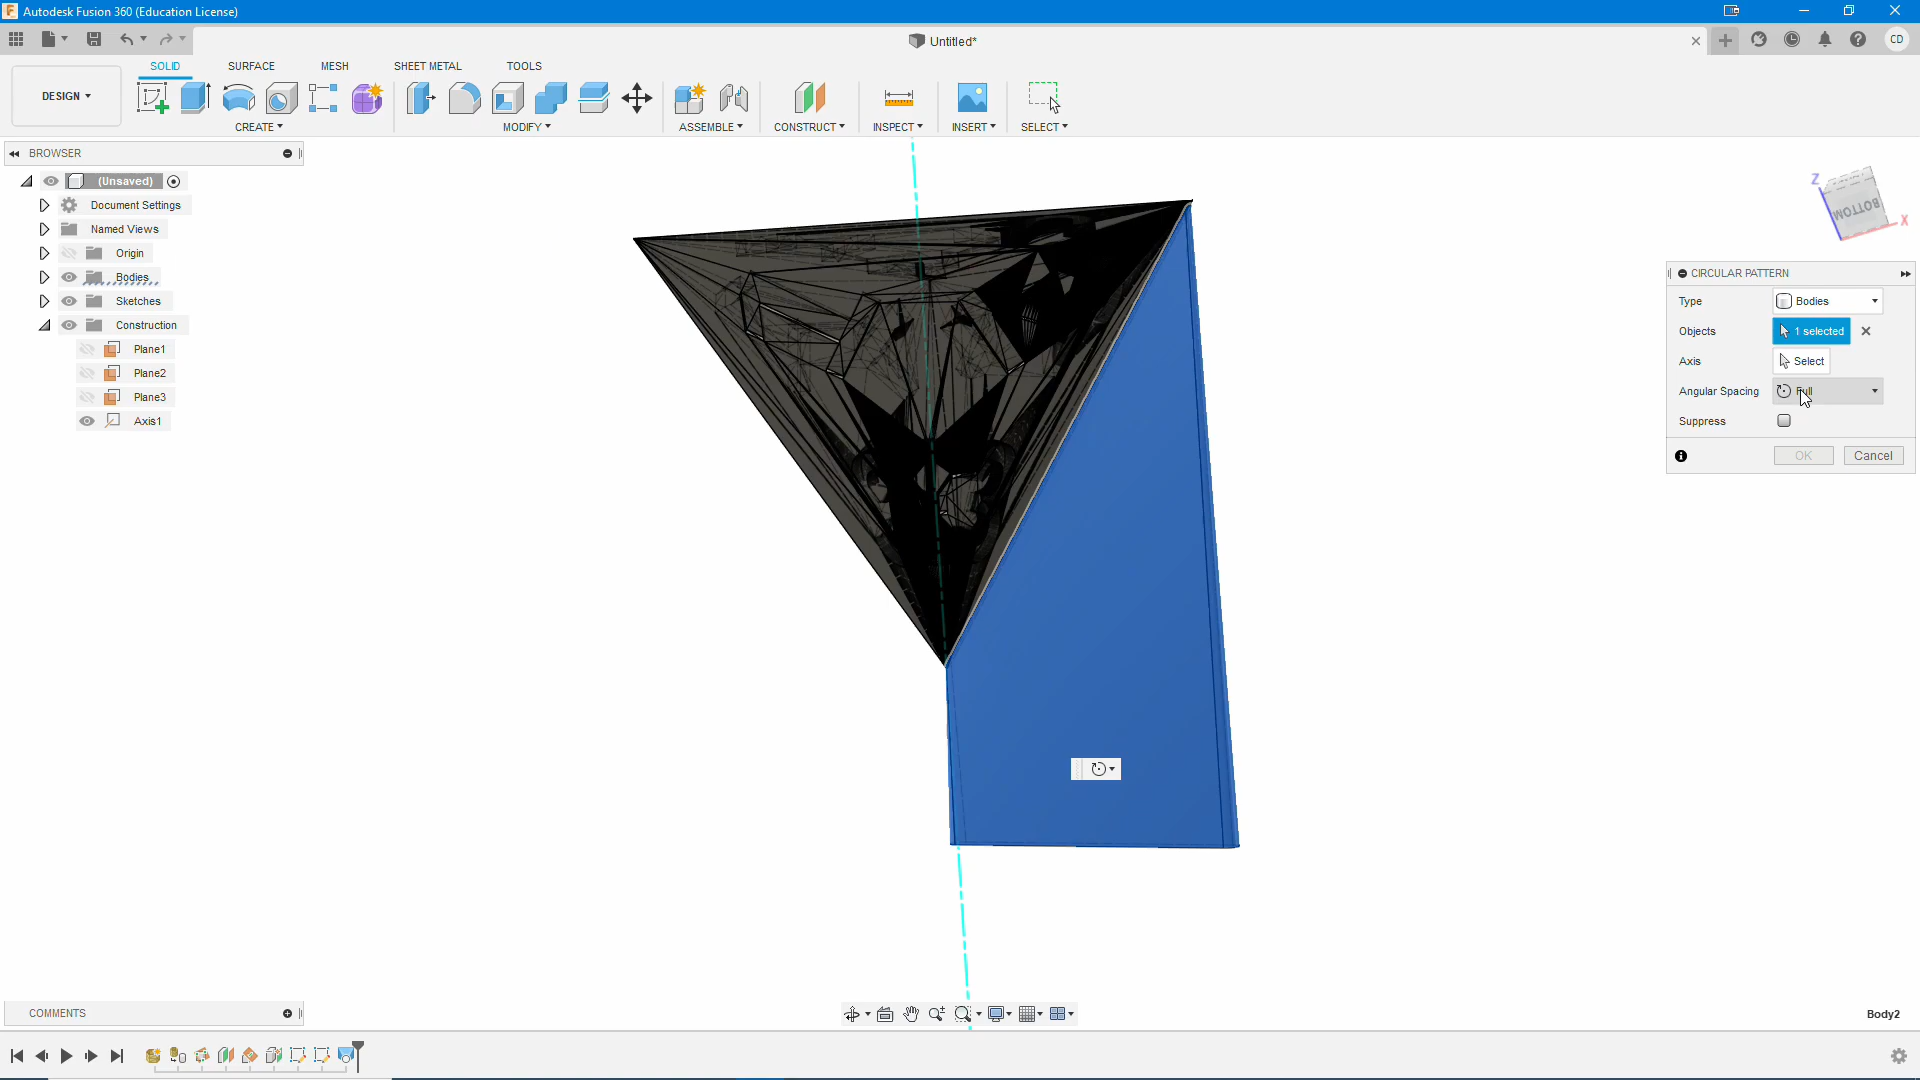 Autodesk Fusion 360 (Education License)
Untitled*
CD
DESIGN
SOLID
SURFACE
MESH
SHEET METAL
TOOLS
CREATE
MODIFY
ASSEMBLE
CONSTRUCT
INSPECT
INSERT
SELECT
BROWSER
(Unsaved)
Document Settings
Named Views
Origin
Bodies
Sketches
Construction
Plane1
Plane2
Plane3
Axis1
Z
BOTTOM
X
CIRCULAR PATTERN
Type
Bodies
Objects
1 selected
Axis
Select
Angular Spacing
Full
Suppress
OK
Cancel
COMMENTS
Body2